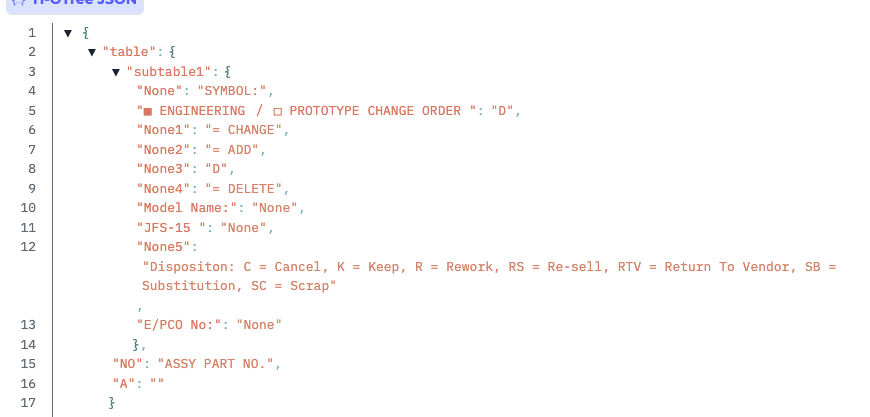 {} H-OTree JSON
1 ▼ {
2 ▼ "table": {
3 ▼ "subtable1": {
4 "None": "SYMBOL:",
5 "■ ENGINEERING / □ PROTOTYPE CHANGE ORDER ": "D",
6 "None1": "= CHANGE",
7 "None2": "= ADD",
8 "None3": "D",
9 "None4": "= DELETE",
10 "Model Name:": "None",
11 "JFS-15 ": "None",
12 "None5":
"Dispositon: C = Cancel, K = Keep, R = Rework, RS = Re-sell, RTV = Return To Vendor, SB =
Substitution, SC = Scrap"
,
13 "E/PCO No:": "None"
14 },
15 "NO": "ASSY PART NO.",
16 "A": ""
17 }